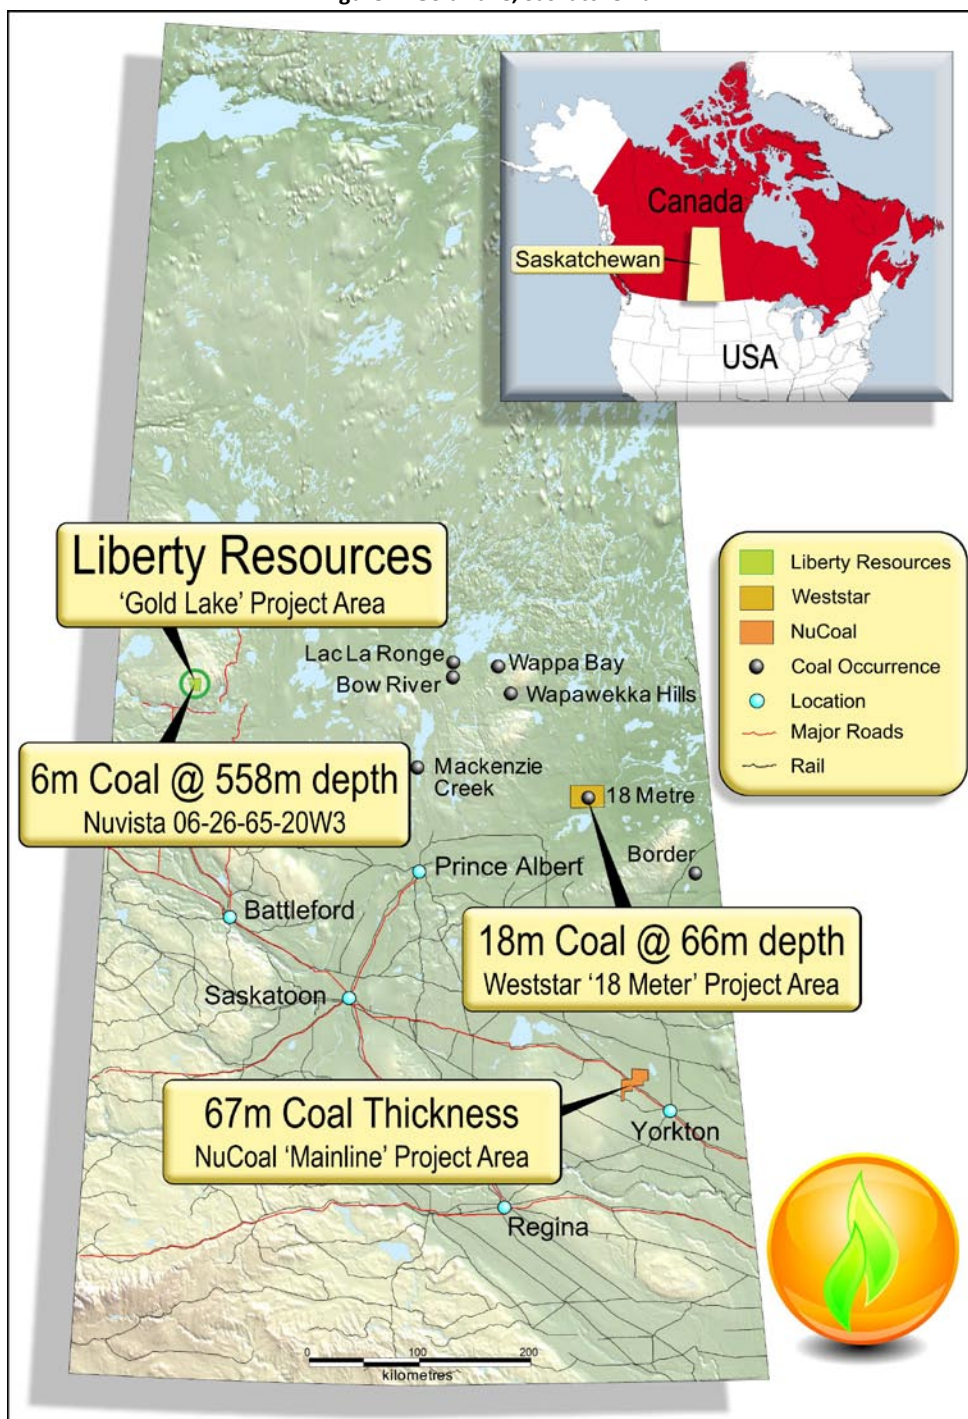 Canada
Saskatchewan
USA
Liberty Resources
'Gold Lake' Project Area
Liberty Resources
Weststar
NuCoal
Coal Occurrence
Location
Major Roads
Rail
Lac La Ronge
Bow River
Wappa Bay
Wapawekka Hills
6m Coal @ 558m depth
Nuvista 06-26-65-20W3
Mackenzie
Creek
18 Metre
Border
Prince Albert
Battleford
18m Coal @ 66m depth
Weststar '18 Meter' Project Area
Saskatoon
67m Coal Thickness
NuCoal 'Mainline' Project Area
Yorkton
Regina
0 100 200
kilometres